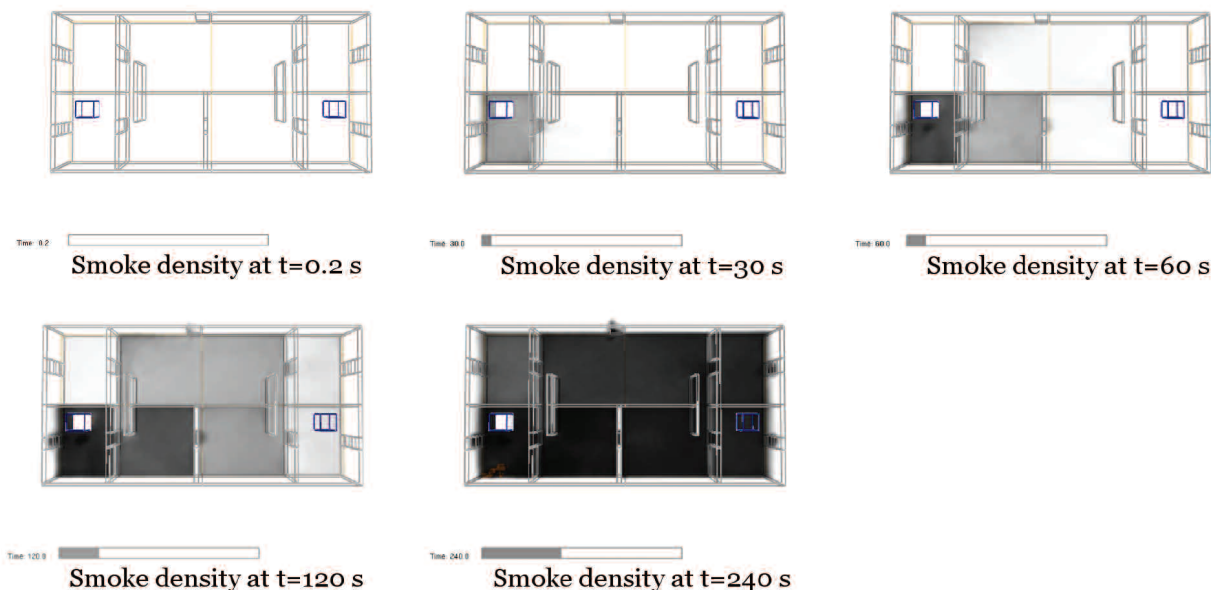 Time: 0.2
Smoke density at t=0.2 s
Time: 30.0
Smoke density at t=30 s
Time: 60.0
Smoke density at t=60 s
Time: 120.0
Smoke density at t=120 s
Time: 240.0
Smoke density at t=240 s